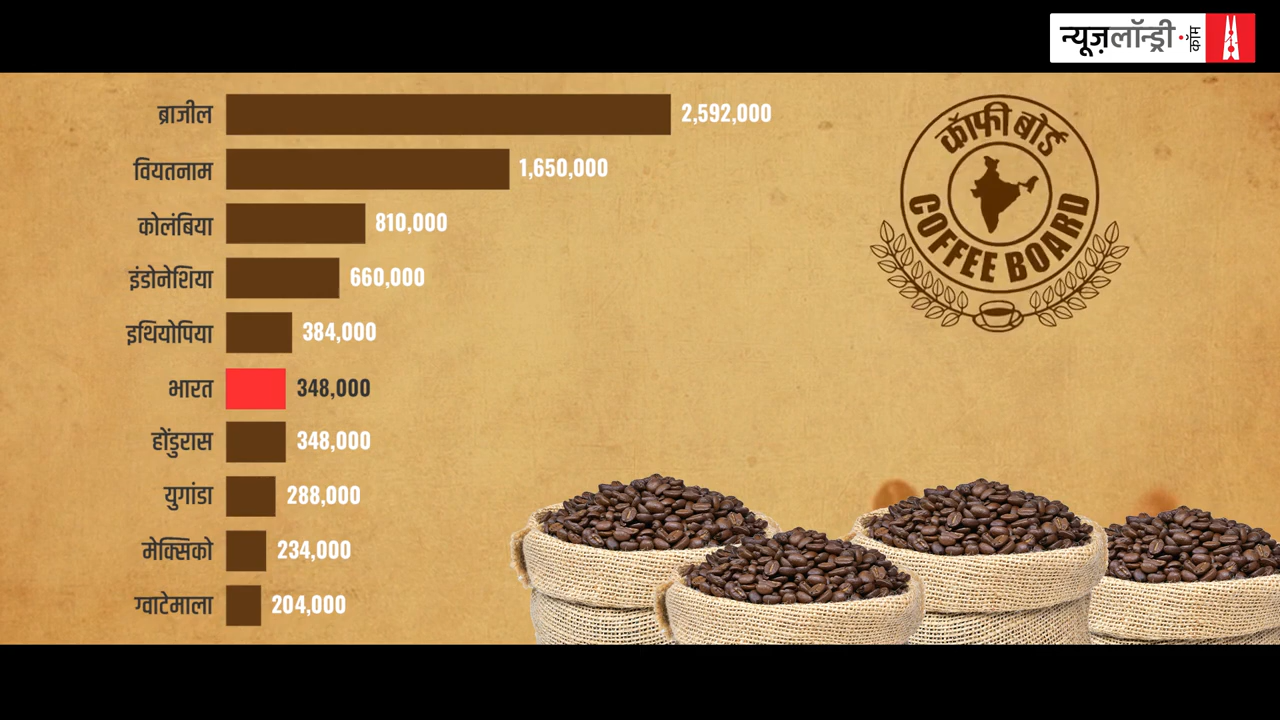 न्यूज़लॉन्ड्री.कॉम
ब्राजील 2,592,000
वियतनाम 1,650,000
कोलंबिया 810,000
इंडोनेशिया 660,000
इथियोपिया 384,000
भारत 348,000
होंडुरास 348,000
युगांडा 288,000
मेक्सिको 234,000
ग्वाटेमाला 204,000
कॉफी बोर्ड
COFFEE BOARD